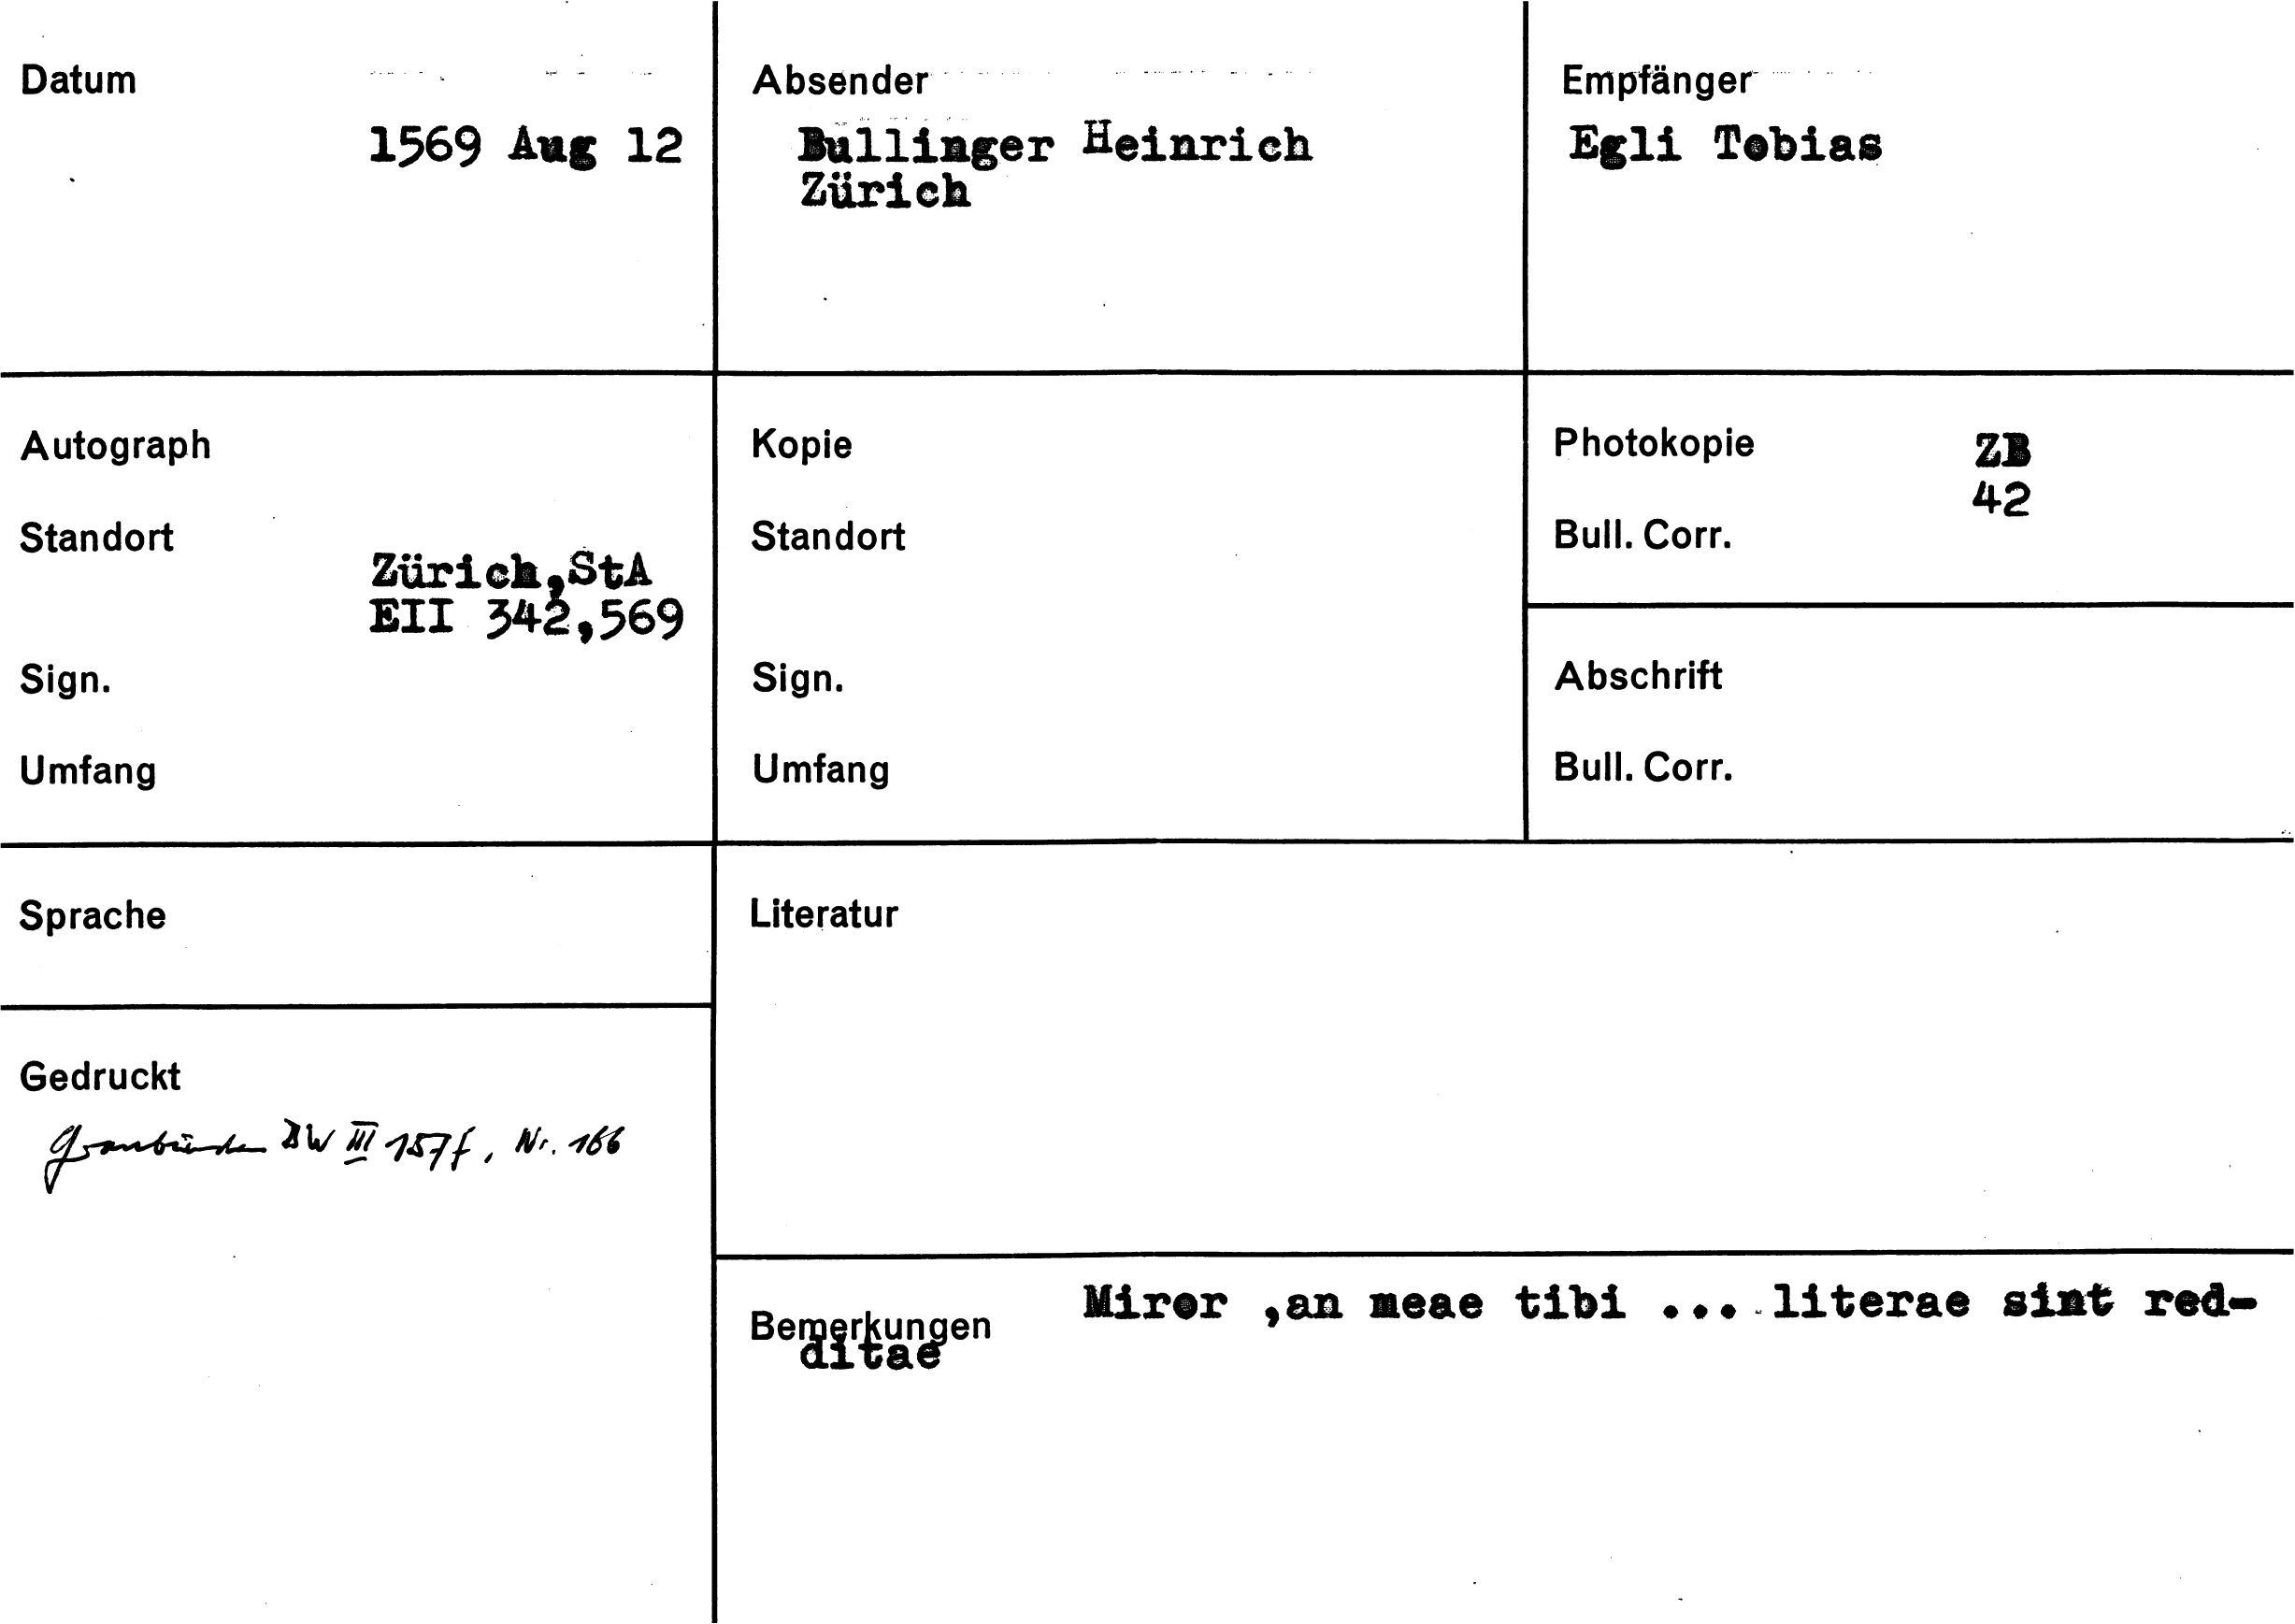 Datum
1569 Aug 12
Absender
Bullinger Heinrich
Zürich
Empfänger
Egli Tobias
Autograph
Standort
Zürich,StA
EII 342,569
Sign.
Umfang
Kopie
Standort
Sign.
Umfang
Photokopie ZB
42
Bull. Corr.
Abschrift
Bull. Corr.
Sprache
Literatur
Gedruckt
Graubünden BW III 157f, Nr. 166
Bemerkungen Miror ,an meae tibi ... literae sint red-
ditae